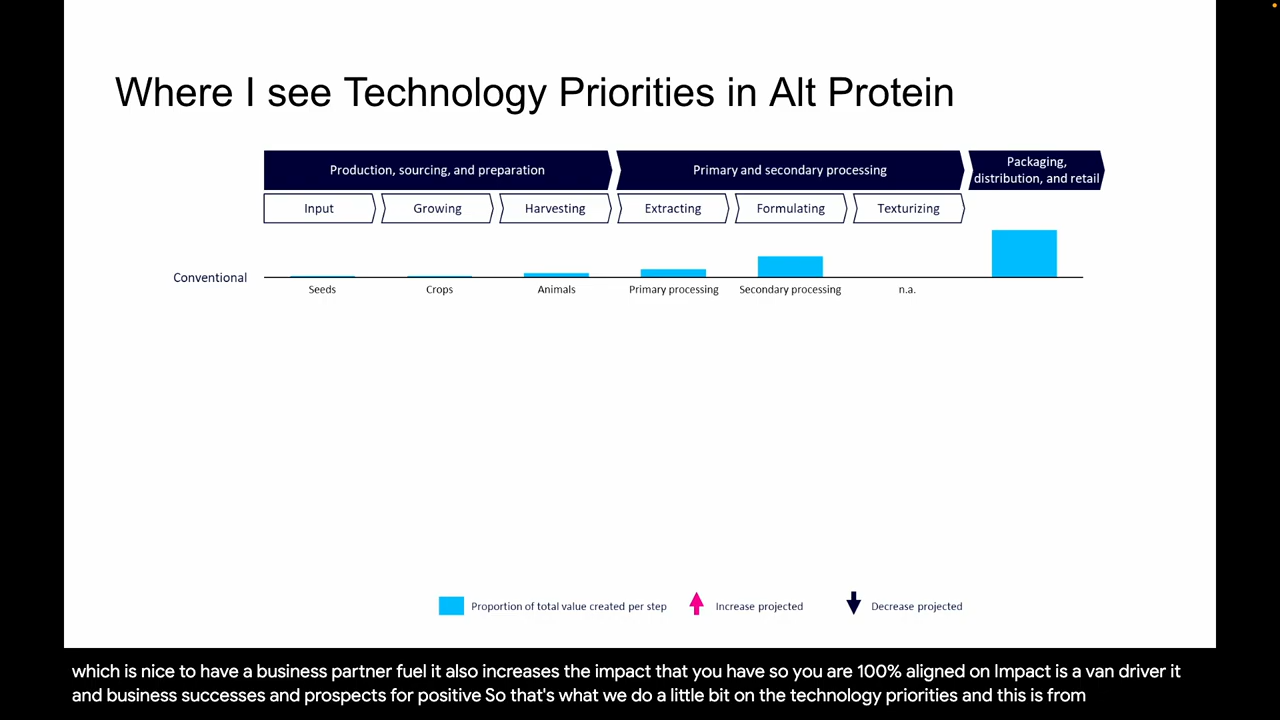 Where I see Technology Priorities in Alt Protein
Production, sourcing, and preparation
Primary and secondary processing
Packaging,
distribution, and retail
Input
Growing
Harvesting
Extracting
Formulating
Texturizing
Conventional
Seeds
Crops
Animals
Primary processing
Secondary processing
n.a.
Proportion of total value created per step
Increase projected
Decrease projected
which is nice to have a business partner fuel it also increases the impact that you have so you are 100% aligned on Impact is a van driver it
and business successes and prospects for positive So that's what we do a little bit on the technology priorities and this is from